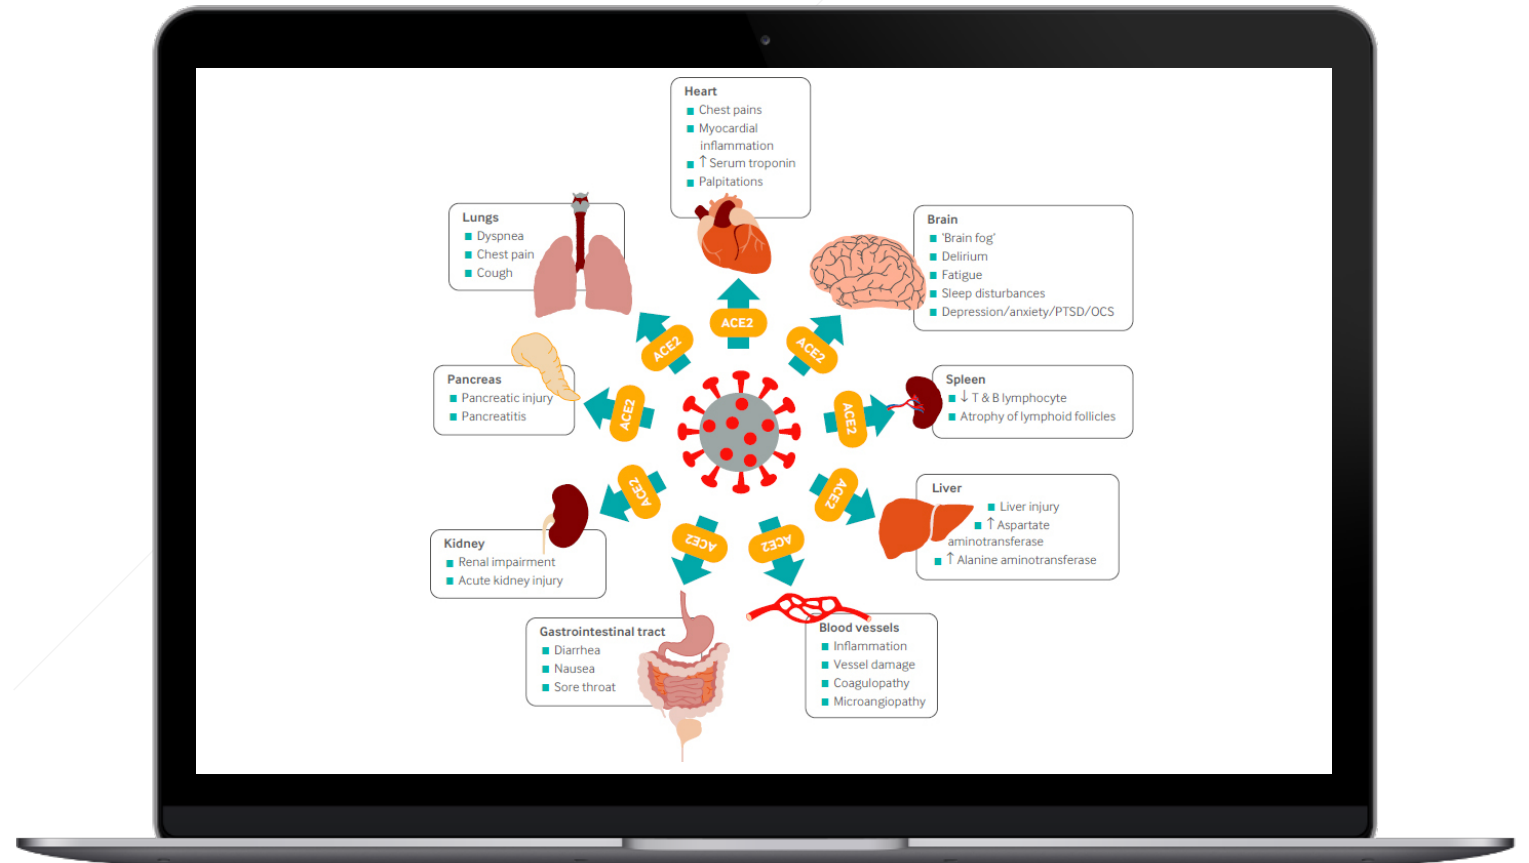 Heart
Chest pains
Myocardial
inflammation
↑ Serum troponin
Palpitations
Lungs
Dyspnea
Chest pain
Cough
Brain
'Brain fog'
Delirium
Fatigue
Sleep disturbances
Depression/anxiety/PTSD/OCS
ACE2
ACE2
ACE2
Pancreas
Pancreatic injury
Pancreatitis
ACE2
ACE2
Spleen
↓ T & B lymphocyte
Atrophy of lymphoid follicles
ACE2
ACE2
Liver
Liver injury
↑ Aspartate
aminotransferase
↑ Alanine aminotransferase
Kidney
Renal impairment
Acute kidney injury
ACE2
ACE2
Gastrointestinal tract
Diarrhea
Nausea
Sore throat
Blood vessels
Inflammation
Vessel damage
Coagulopathy
Microangiopathy